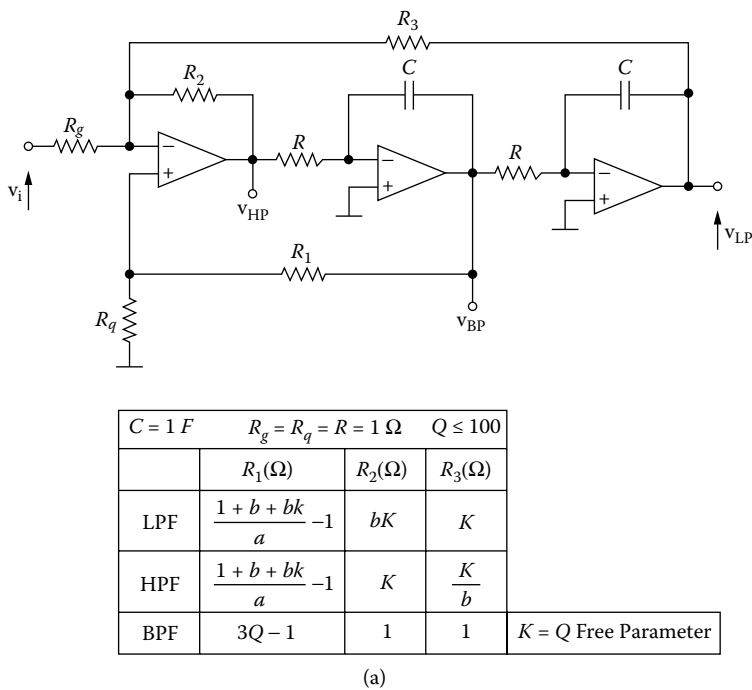 R3
R2
C
C
Rg
−
+
R
−
+
R
−
+
vi
vHP
R1
vLP
Rq
vBP
C = 1 F Rg = Rq = R = 1 Ω Q ≤ 100
R1(Ω) R2(Ω) R3(Ω)
LPF (1 + b + bk)/a −1 bK K
HPF (1 + b + bk)/a −1 K K/b
BPF 3Q − 1 1 1 K = Q Free Parameter
(a)